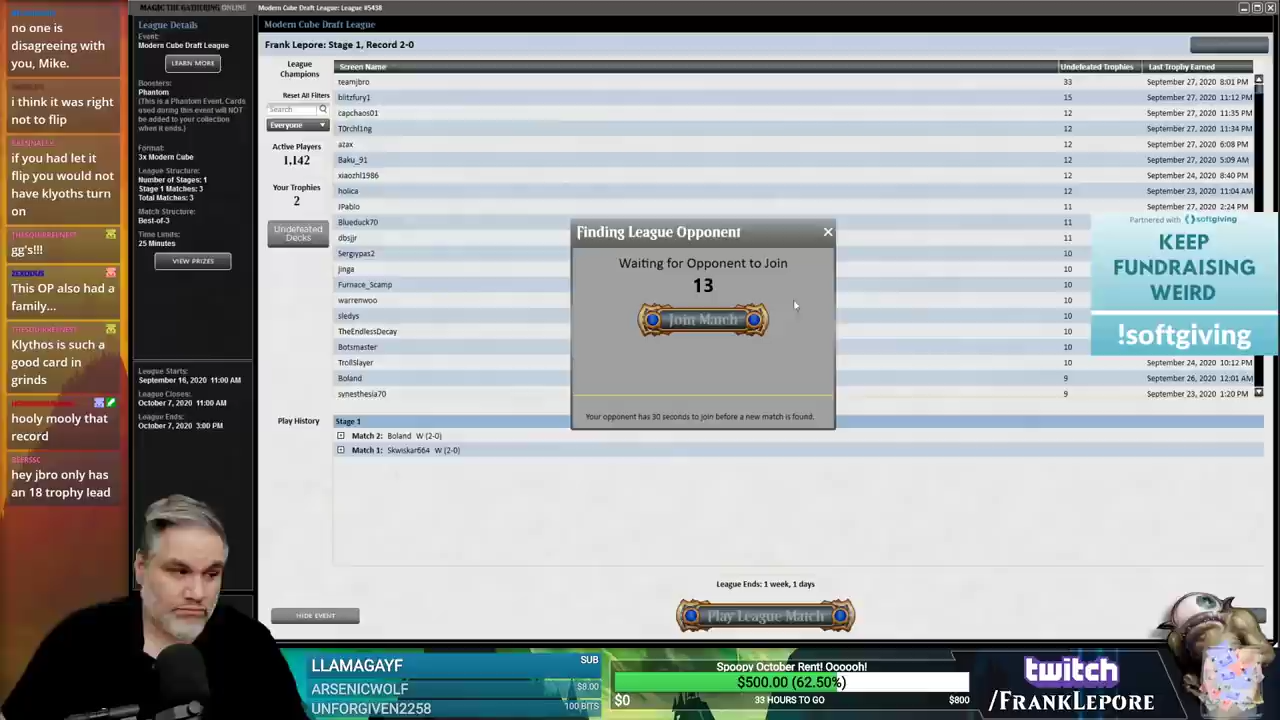 no one is
disagreeing with
you, Mike.
i think it was right
not to flip
if you had let it
flip you would not
have klyoths turn
on
THESQUIRRELNEST
gg's!!!
ZEXODUS
This OP also had a
family...
THESQUIRRELNEST
Klythos is such a
good card in
grinds
hooly mooly that
record
BEERSSC
hey jbro only has
an 18 trophy lead
MAGIC THE GATHERING ONLINE
Modern Cube Draft League: League #5438
League Details
Event:
Modern Cube Draft League
LEARN MORE
Boosters:
Phantom
(This is a Phantom Event. Cards
used during this event will NOT
be added to your collection
when it ends.)
Format:
3x Modern Cube
League Structure:
Number of Stages: 1
Stage 1 Matches: 3
Total Matches: 3
Match Structure:
Best-of-3
Time Limits:
25 Minutes
VIEW PRIZES
League Starts:
September 16, 2020 11:00 AM
League Closes:
October 7, 2020 11:00 AM
League Ends:
October 7, 2020 3:00 PM
Modern Cube Draft League
Frank Lepore: Stage 1, Record 2-0
League
Champions
Reset All Filters
Search
Everyone
Active Players
1,142
Your Trophies
2
Undefeated
Decks
Screen Name Undefeated Trophies Last Trophy Earned
teamjbro 33 September 27, 2020 8:01 PM
blitzfury1 15 September 27, 2020 11:12 PM
capchaos01 12 September 27, 2020 11:35 PM
T0rchl1ng 12 September 27, 2020 11:34 PM
azax 12 September 27, 2020 6:08 PM
Baku_91 12 September 27, 2020 5:09 AM
xiaozhl1986 12 September 24, 2020 8:40 PM
holica 12 September 23, 2020 11:04 AM
JPablo 11 September 27, 2020 2:24 PM
Blueduck70 11
dbsjjr 11
Sergiypas2 10
jinga 10
Furnace_Scamp 10
warrenwoo 10
sledys 10
TheEndlessDecay 10
Botsmaster 10
TrollSlayer 10 September 24, 2020 10:12 PM
Boland 9 September 26, 2020 12:01 AM
synesthesia70 9 September 23, 2020 1:20 PM
Finding League Opponent
Waiting for Opponent to Join
13
Join Match
Your opponent has 30 seconds to join before a new match is found.
Play History
Stage 1
Match 2: Boland W (2-0)
Match 1: Skwiskar664 W (2-0)
League Ends: 1 week, 1 days
HIDE EVENT
Play League Match
Partnered with softgiving
KEEP
FUNDRAISING
WEIRD
!softgiving
LLAMAGAYF SUB
ARSENICWOLF $8.00
UNFORGIVEN2258 100 BITS
Spoopy October Rent! Ooooh!
$500.00 (62.50%)
$0 33 HOURS TO GO $800
twitch
/FRANKLEPORE